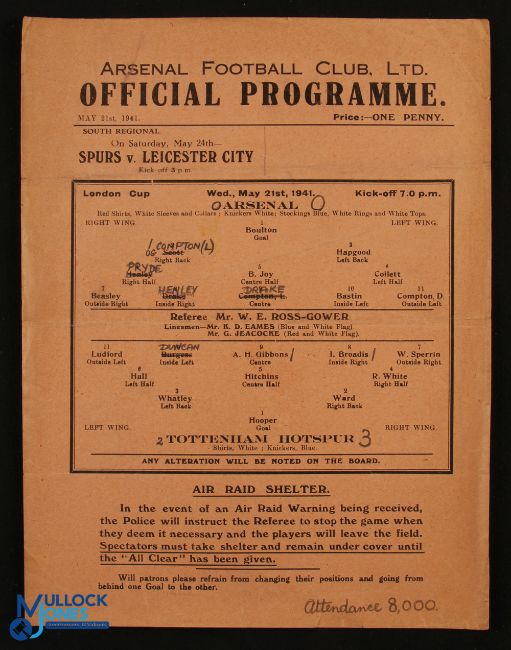 ARSENAL FOOTBALL CLUB, LTD.
OFFICIAL PROGRAMME.
MAY 21st, 1941. Price:—ONE PENNY.
SOUTH REGIONAL
On Saturday, May 24th—
SPURS v. LEICESTER CITY
Kick-off 3 p.m.
London Cup Wed., May 21st, 1941. Kick-off 7.0 p.m.
0 ARSENAL 0
Red Shirts, White Sleeves and Collars; Knickers White; Stockings Blue, White Rings and White Tops
RIGHT WING. 1 LEFT WING.
Boulton
Goal
1 COMPTON (L) 3
OG Scott Hapgood
Right Back Left Back
PRYDE 5 6
Henley B. Joy Collett
Right Half Centre Half Left Half
7 HENLEY DRAKE 10 11
Beasley Drake Compton, L. Bastin Compton, D.
Outside Right Inside Right Centre Inside Left Outside Left
Referee Mr. W. E. ROSS-GOWER
Linesmen—Mr. K. D. EAMES (Blue and White Flag).
Mr. G. JEACOCKE (Red and White Flag).
11 DUNCAN 9 8 7
Ludford Burgess A. H. Gibbons / I. Broadis / W. Sperrin
Outside Left Inside Left Centre Inside Right Outside Right
6 5 4
Hall Hitchins R. White
Left Half Centre Half Right Half
3 2
Whatley Ward
Left Back Right Back
1
Hooper
LEFT WING. Goal RIGHT WING.
2 TOTTENHAM HOTSPUR 3
Shirts, White; Knickers, Blue.
ANY ALTERATION WILL BE NOTED ON THE BOARD.
AIR RAID SHELTER.
In the event of an Air Raid Warning being received,
the Police will instruct the Referee to stop the game when
they deem it necessary and the players will leave the field.
Spectators must take shelter and remain under cover until
the "All Clear" has been given.
Will patrons please refrain from changing their positions and going from
behind one Goal to the other.
Attendance 8,000.
MULLOCK
JONES
Auctioneers & Valuers